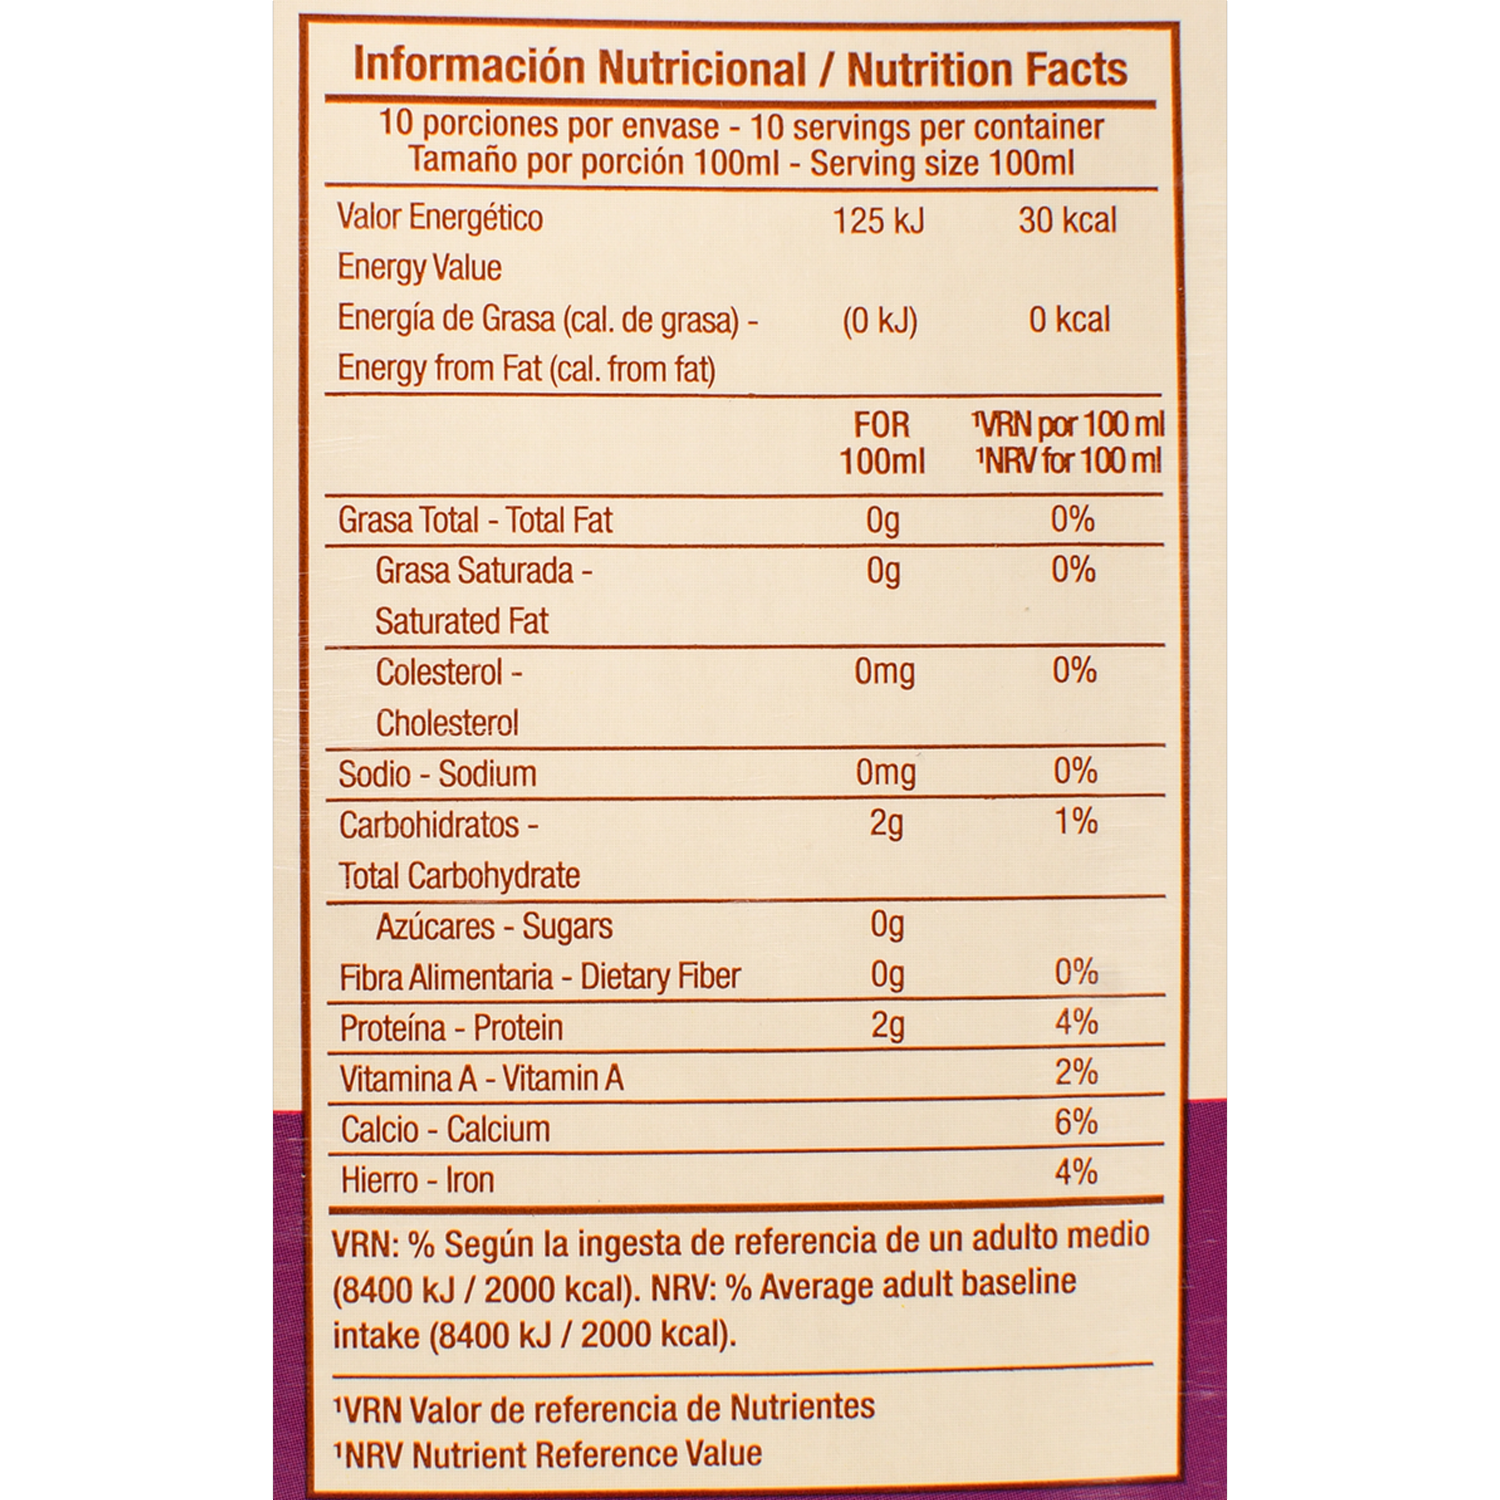 Información Nutricional / Nutrition Facts
10 porciones por envase - 10 servings per container
Tamaño por porción 100ml - Serving size 100ml
Valor Energético 125 kJ 30 kcal
Energy Value
Energía de Grasa (cal. de grasa) - (0 kJ) 0 kcal
Energy from Fat (cal. from fat)
FOR ¹VRN por 100 ml
100ml ¹NRV for 100 ml
Grasa Total - Total Fat 0g 0%
Grasa Saturada - 0g 0%
Saturated Fat
Colesterol - 0mg 0%
Cholesterol
Sodio - Sodium 0mg 0%
Carbohidratos - 2g 1%
Total Carbohydrate
Azúcares - Sugars 0g
Fibra Alimentaria - Dietary Fiber 0g 0%
Proteína - Protein 2g 4%
Vitamina A - Vitamin A 2%
Calcio - Calcium 6%
Hierro - Iron 4%
VRN: % Según la ingesta de referencia de un adulto medio
(8400 kJ / 2000 kcal). NRV: % Average adult baseline
intake (8400 kJ / 2000 kcal).
¹VRN Valor de referencia de Nutrientes
¹NRV Nutrient Reference Value